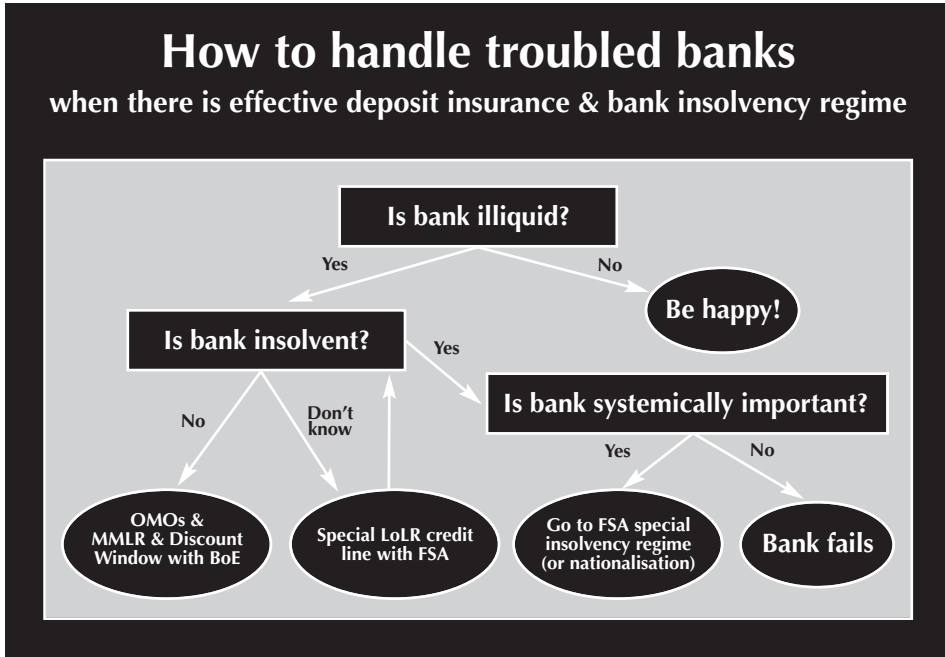 How to handle troubled banks
when there is effective deposit insurance & bank insolvency regime
Is bank illiquid?
Yes
No
Be happy!
Is bank insolvent?
Yes
Is bank systemically important?
No
Don't
know
Yes
No
OMOs &
MMLR & Discount
Window with BoE
Special LoLR credit
line with FSA
Go to FSA special
insolvency regime
(or nationalisation)
Bank fails